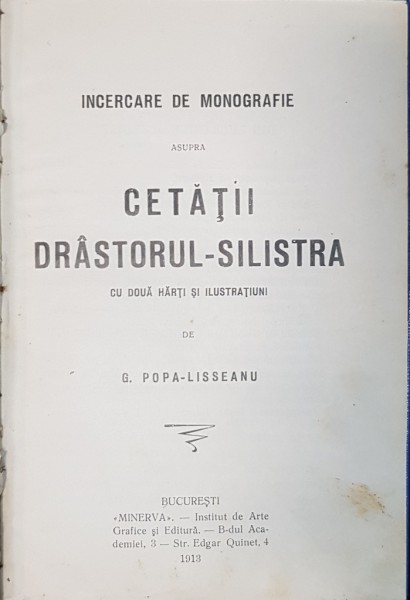 INCERCARE DE MONOGRAFIE
ASUPRA
CETĂŢII
DRÂSTORUL-SILISTRA
CU DOUĂ HĂRŢI ŞI ILUSTRAŢIUNI
DE
G. POPA-LISSEANU
BUCUREŞTI
«MINERVA». — Institut de Arte
Grafice şi Editură. — B-dul Aca-
demiei, 3 — Str. Edgar Quinet, 4
1913